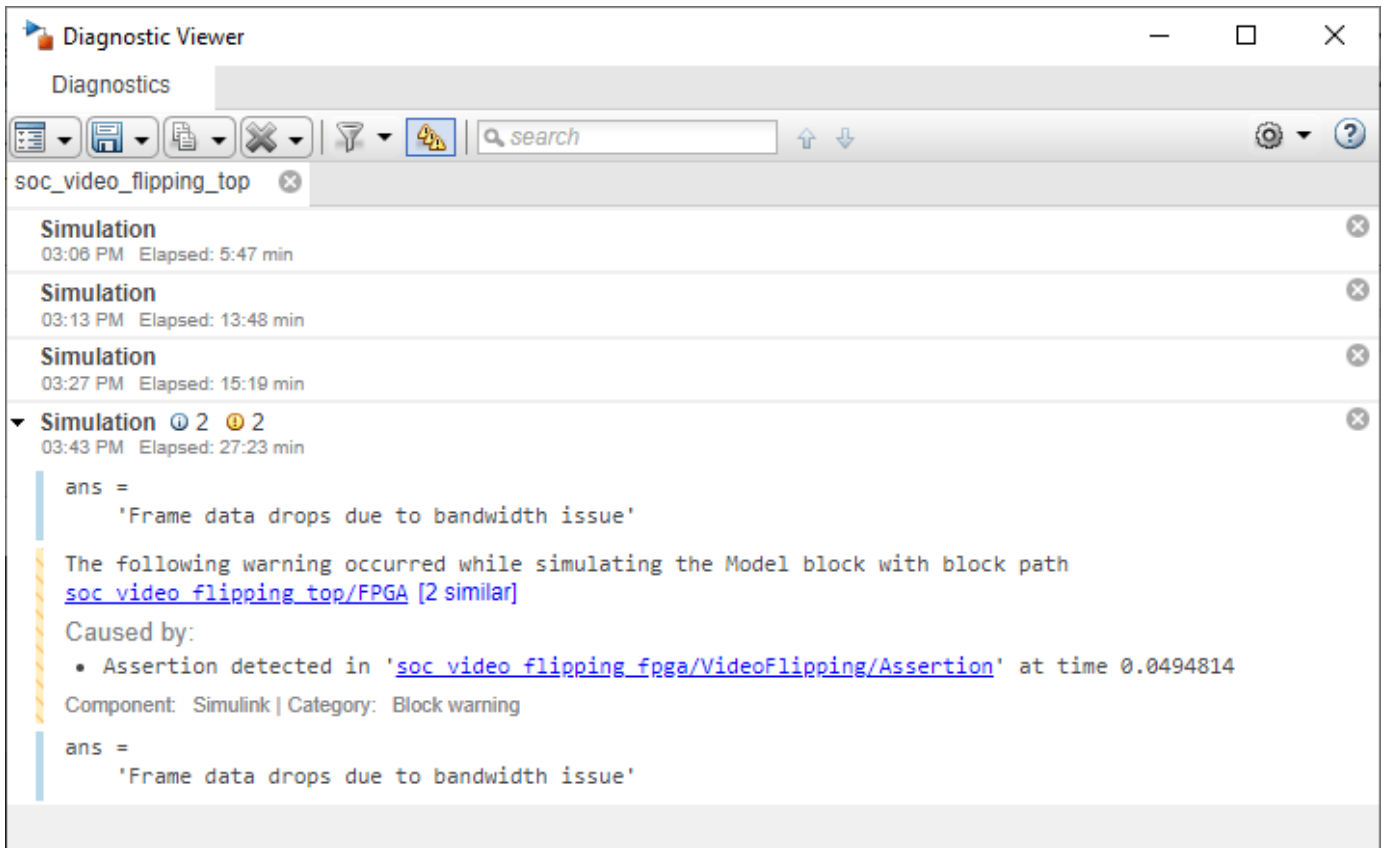 Diagnostic Viewer
Diagnostics
search
soc_video_flipping_top
Simulation
03:06 PM Elapsed: 5:47 min
Simulation
03:13 PM Elapsed: 13:48 min
Simulation
03:27 PM Elapsed: 15:19 min
Simulation 2 2
03:43 PM Elapsed: 27:23 min
ans =
'Frame data drops due to bandwidth issue'
The following warning occurred while simulating the Model block with block path
soc_video_flipping_top/FPGA [2 similar]
Caused by:
• Assertion detected in 'soc_video_flipping_fpga/VideoFlipping/Assertion' at time 0.0494814
Component: Simulink | Category: Block warning
ans =
'Frame data drops due to bandwidth issue'